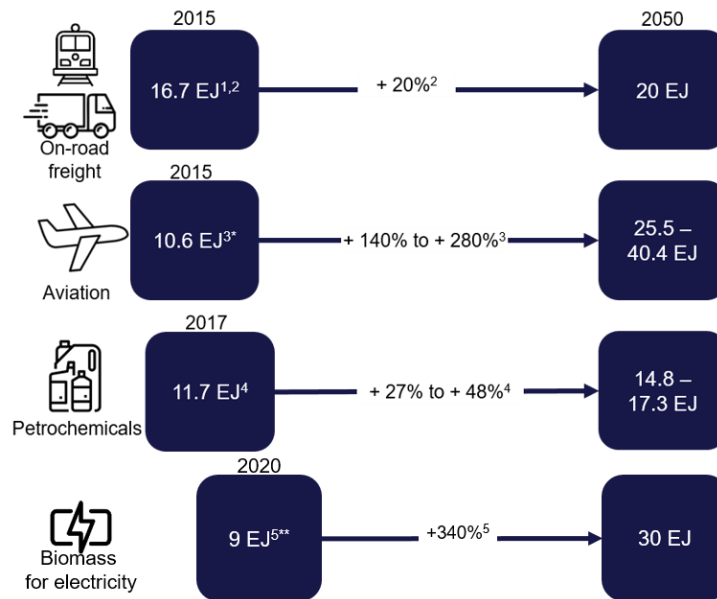 2015
2050
16.7 EJ¹,²
+ 20%²
20 EJ
On-road
freight
2015
10.6 EJ³*
+ 140% to + 280%³
25.5 –
40.4 EJ
Aviation
2017
11.7 EJ⁴
+ 27% to + 48%⁴
14.8 –
17.3 EJ
Petrochemicals
2020
9 EJ⁵**
+340%⁵
30 EJ
Biomass
for electricity